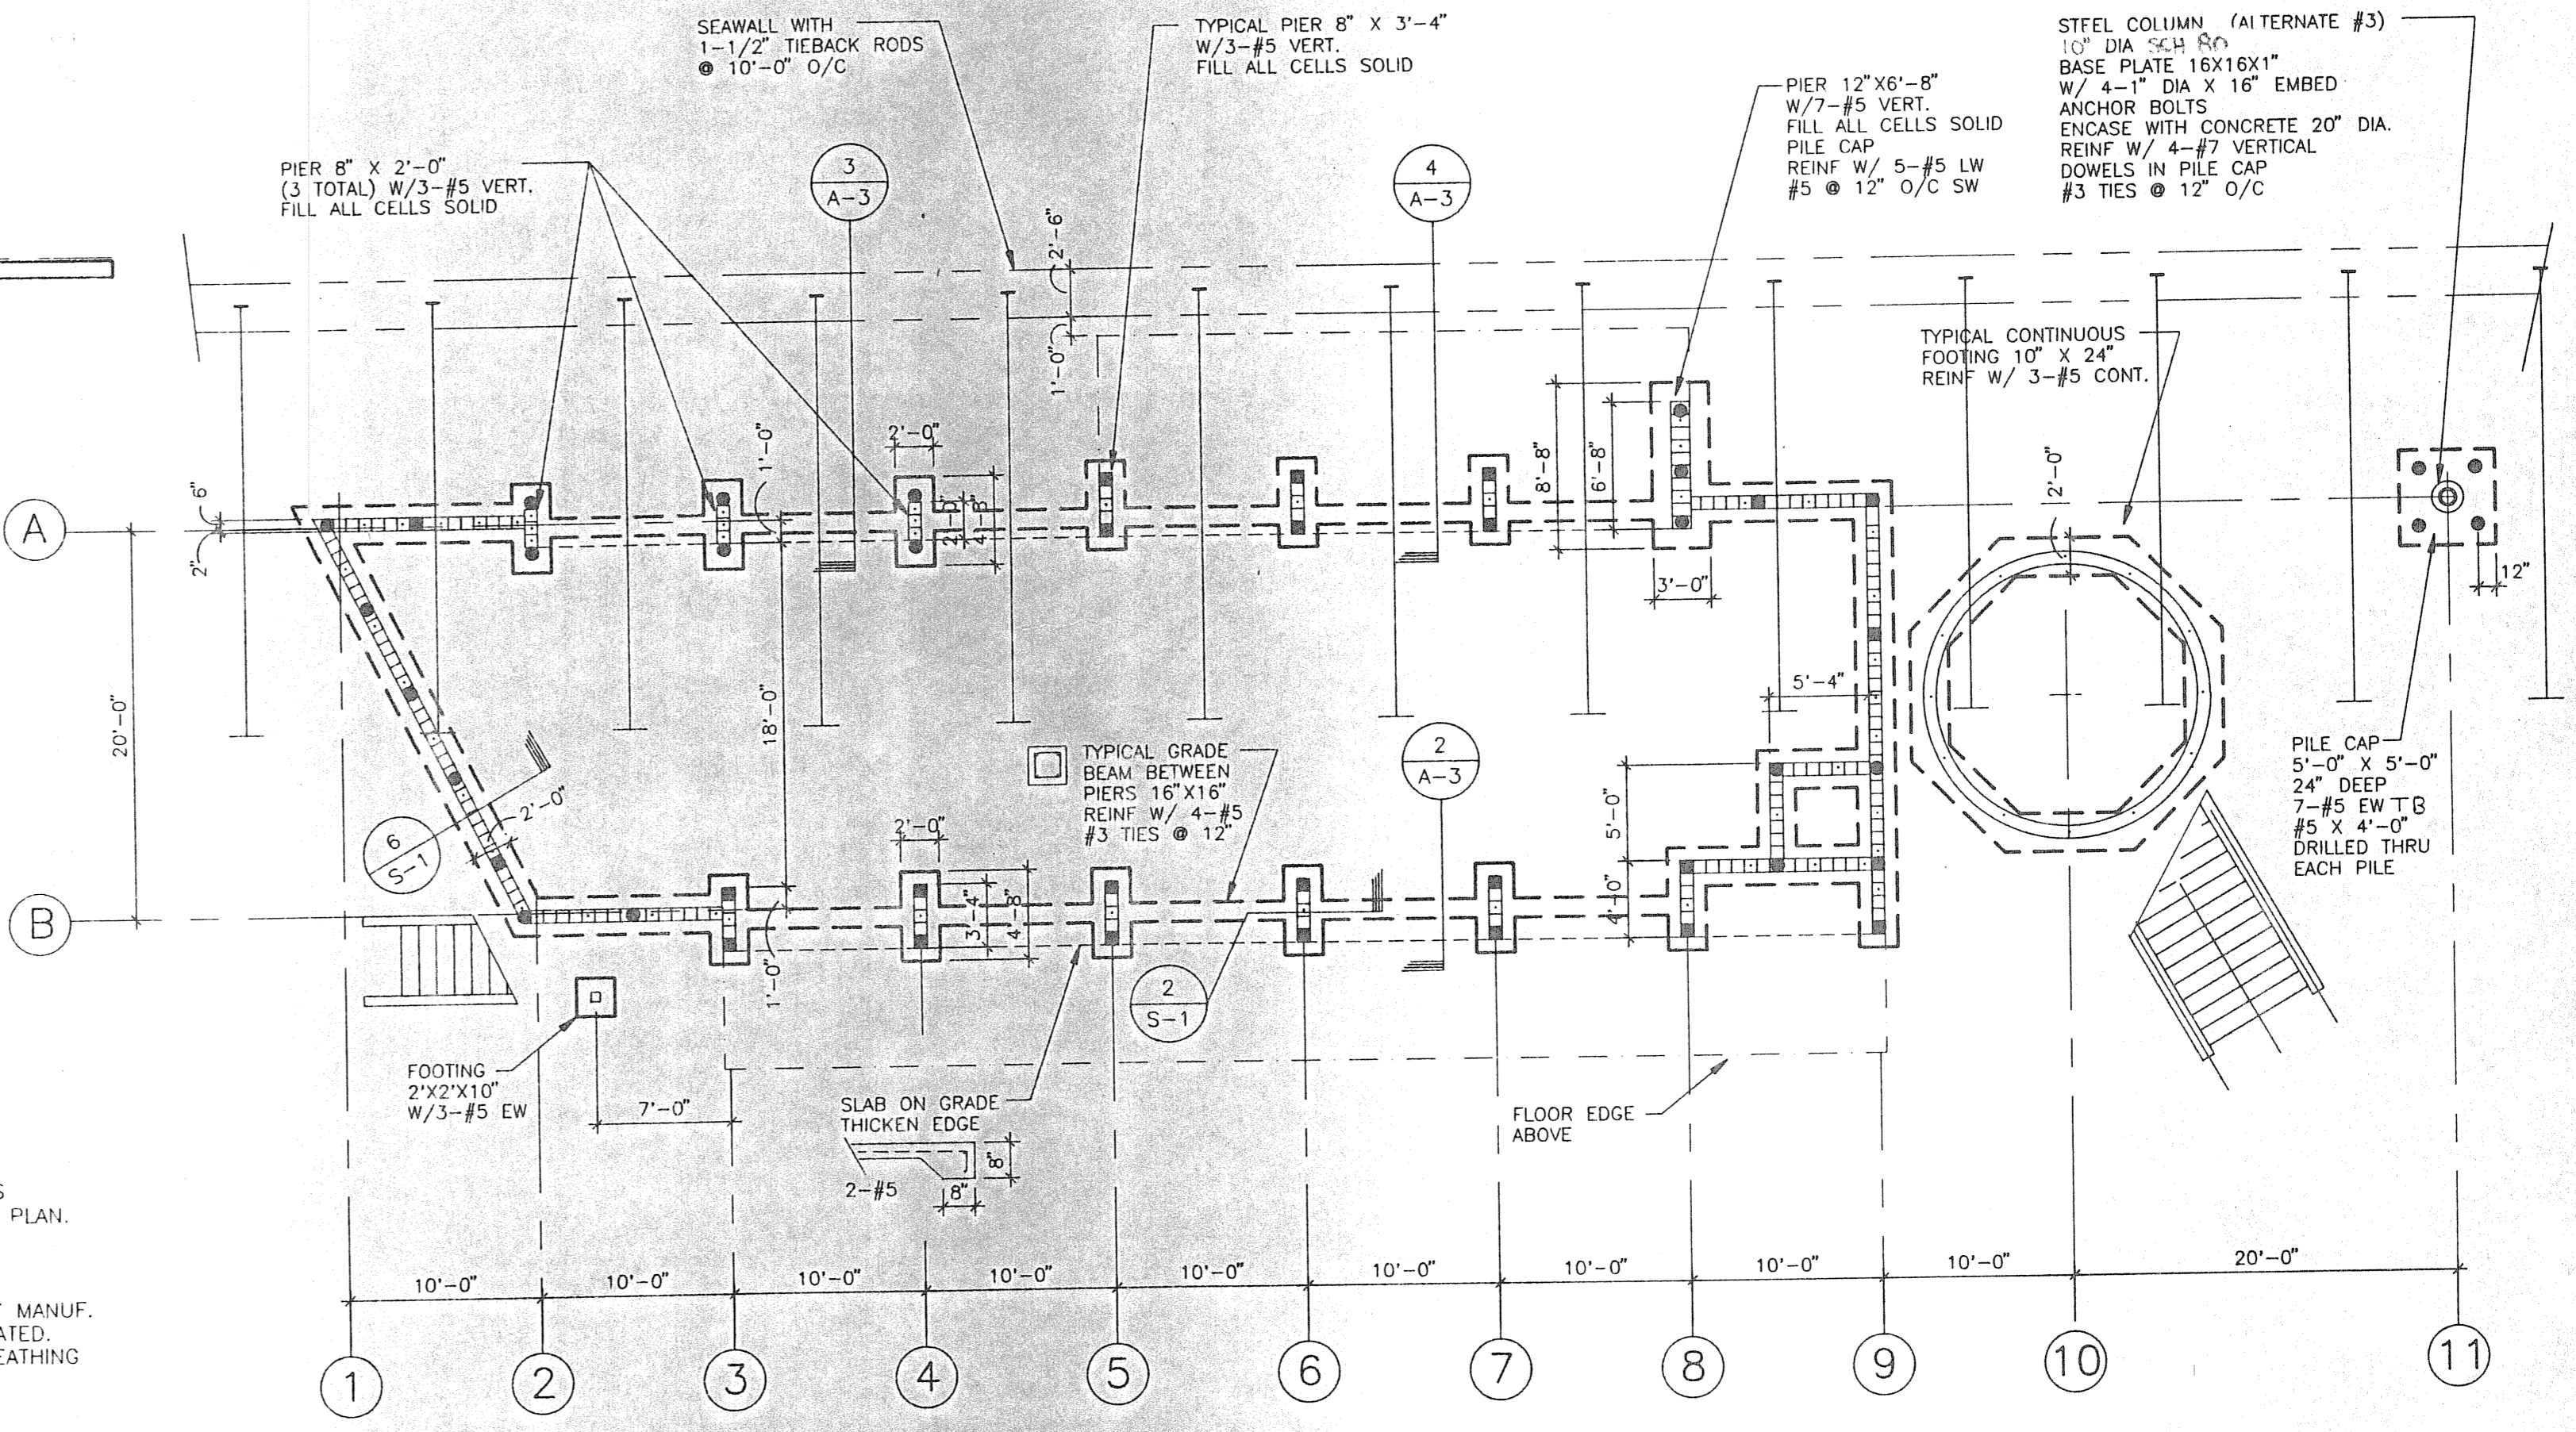 SEAWALL WITH
1-1/2" TIEBACK RODS
@ 10'-0" O/C
TYPICAL PIER 8" X 3'-4"
W/3-#5 VERT.
FILL ALL CELLS SOLID
STEEL COLUMN (ALTERNATE #3)
10" DIA SCH 80
BASE PLATE 16X16X1"
W/ 4-1" DIA X 16" EMBED
ANCHOR BOLTS
ENCASE WITH CONCRETE 20" DIA.
REINF W/ 4-#7 VERTICAL
DOWELS IN PILE CAP
#3 TIES @ 12" O/C
PIER 12"X6'-8"
W/7-#5 VERT.
FILL ALL CELLS SOLID
PILE CAP
REINF W/ 5-#5 LW
#5 @ 12" O/C SW
PIER 8" X 2'-0"
(3 TOTAL) W/3-#5 VERT.
FILL ALL CELLS SOLID
3
A-3
4
A-3
2'-6"
1'-0"
TYPICAL CONTINUOUS
FOOTING 10" X 24"
REINF W/ 3-#5 CONT.
A
6"
2"
1'-0"
2'-0"
2'-0"
4'-8"
8'-8"
6'-8"
3'-0"
2'-0"
12"
20'-0"
18'-0"
5'-4"
5'-0"
4'-0"
TYPICAL GRADE
BEAM BETWEEN
PIERS 16"X16"
REINF W/ 4-#5
#3 TIES @ 12"
2
A-3
PILE CAP
5'-0" X 5'-0"
24" DEEP
7-#5 EW TB
#5 X 4'-0"
DRILLED THRU
EACH PILE
6
S-1
2'-0"
2'-0"
3'-4"
4'-8"
B
1'-0"
2
S-1
FOOTING
2'X2'X10"
W/3-#5 EW
7'-0"
SLAB ON GRADE
THICKEN EDGE
2-#5
8"
8"
FLOOR EDGE
ABOVE
S
PLAN.
MANUF.
ATED.
EATHING
10'-0"
10'-0"
10'-0"
10'-0"
10'-0"
10'-0"
10'-0"
10'-0"
10'-0"
20'-0"
1
2
3
4
5
6
7
8
9
10
11